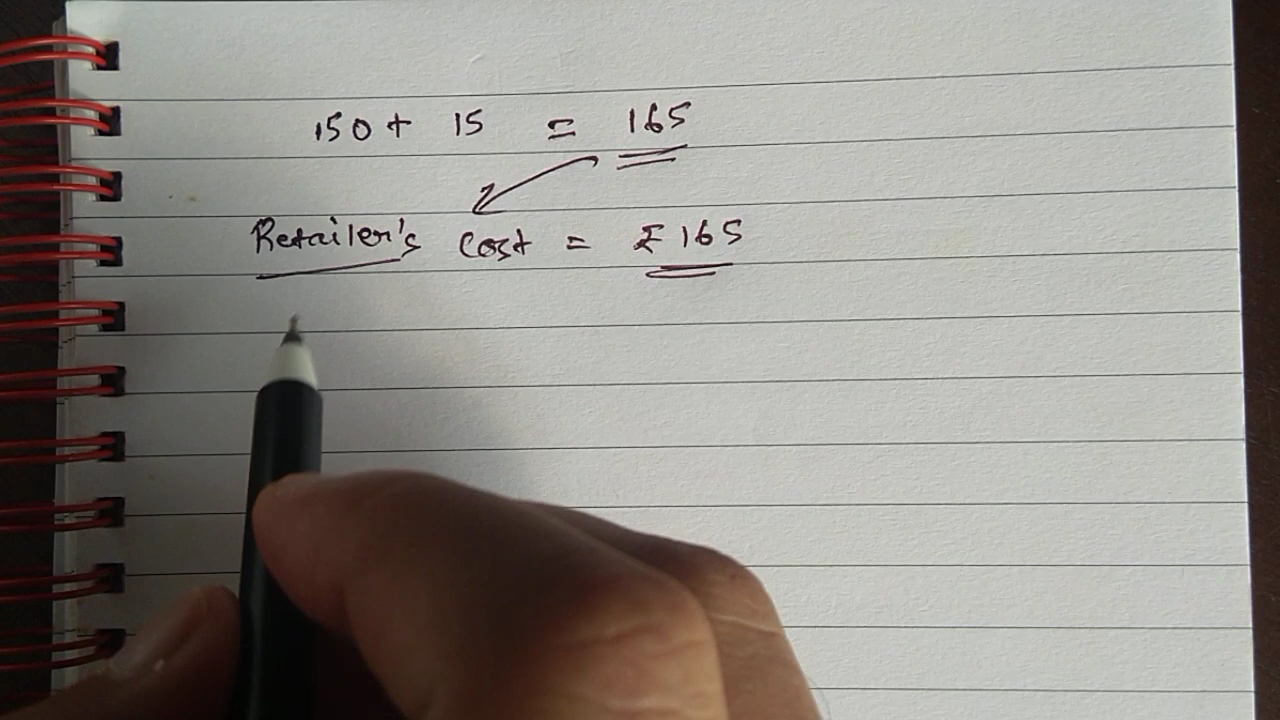 150 + 15 = 165
Retailer's cost = ₹165